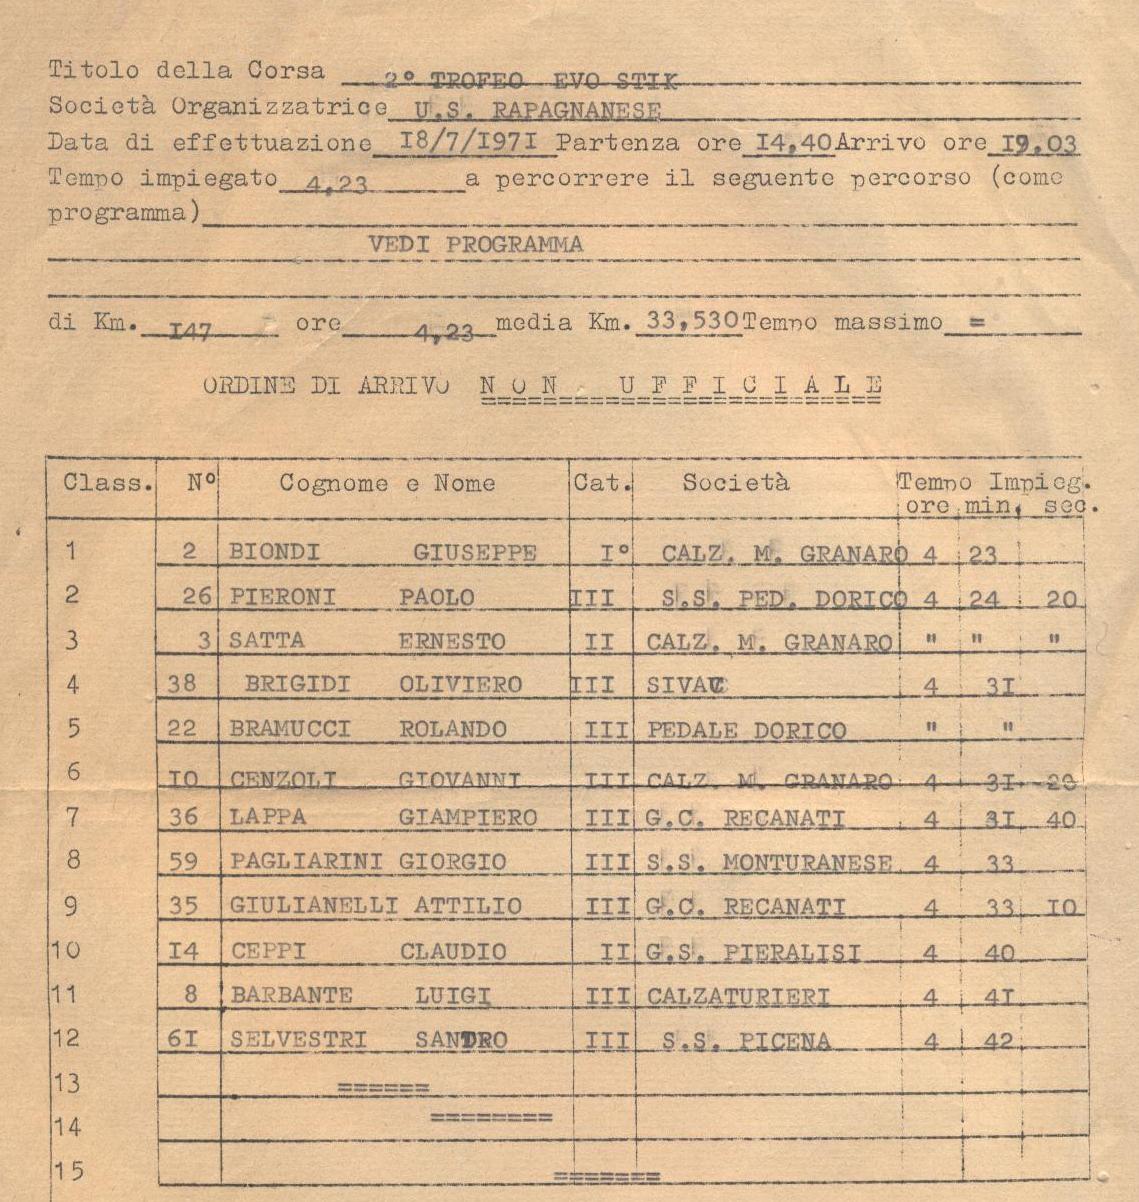 Titolo della Corsa 2° TROFEO EVO STIK
Società Organizzatrice U.S. RAPAGNANESE
Data di effettuazione I8/7/I97I Partenza ore I4,40 Arrivo ore I9.03
Tempo impiegato 4,23 a percorrere il seguente percorso (come
programma)
VEDI PROGRAMMA
di Km. I47 ore 4,23 media Km. 33,530 Tempo massimo =
ORDINE DI ARRIVO NON UFFICIALE
Class. N° Cognome e Nome Cat. Società Tempo Impieg.
ore min. sec.
1 2 BIONDI GIUSEPPE I° CALZ. M. GRANARO 4 23
2 26 PIERONI PAOLO III S.S. PED. DORICO 4 24 20
3 3 SATTA ERNESTO II CALZ. M. GRANARO " " "
4 38 BRIGIDI OLIVIERO III SIVAC 4 3I
5 22 BRAMUCCI ROLANDO III PEDALE DORICO " "
6 I0 CENZOLI GIOVANNI III CALZ. M. GRANARO 4 3I 20
7 36 LAPPA GIAMPIERO III G.C. RECANATI 4 3I 40
8 59 PAGLIARINI GIORGIO III S.S. MONTURANESE 4 33
9 35 GIULIANELLI ATTILIO III G.C. RECANATI 4 33 I0
10 I4 CEPPI CLAUDIO II G.S. PIERALISI 4 40
11 8 BARBANTE LUIGI III CALZATURIERI 4 4I
12 6I SELVESTRI SANDRO III S.S. PICENA 4 42
13 ======
14 ========
15 =======